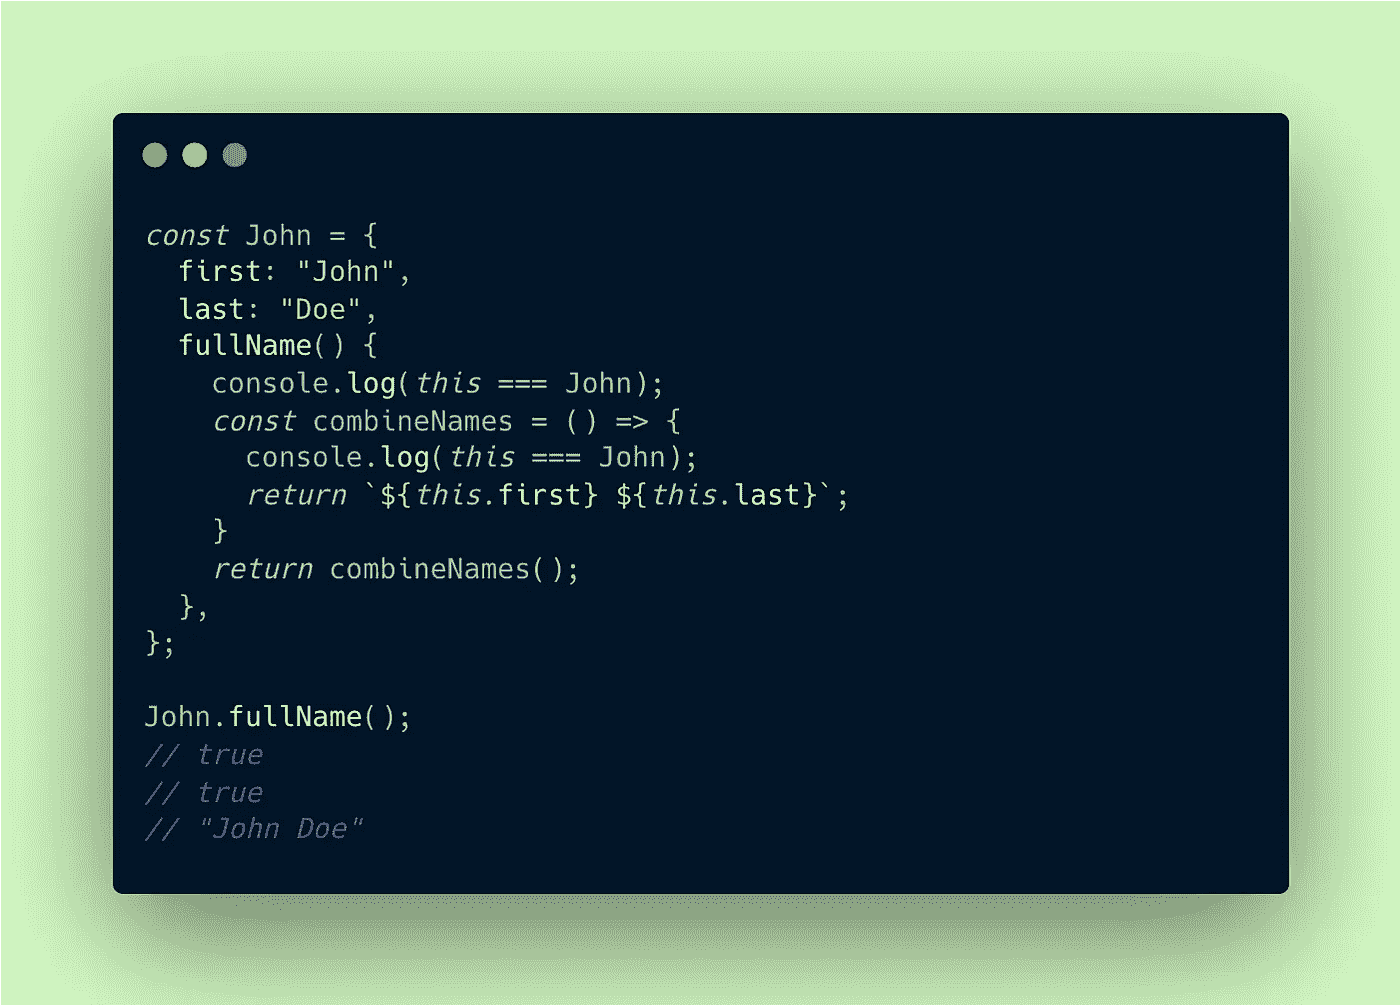 const John = {
  first: "John",
  last: "Doe",
  fullName() {
    console.log(this === John);
    const combineNames = () => {
      console.log(this === John);
      return `${this.first} ${this.last}`;
    }
    return combineNames();
  },
};

John.fullName();
// true
// true
// "John Doe"